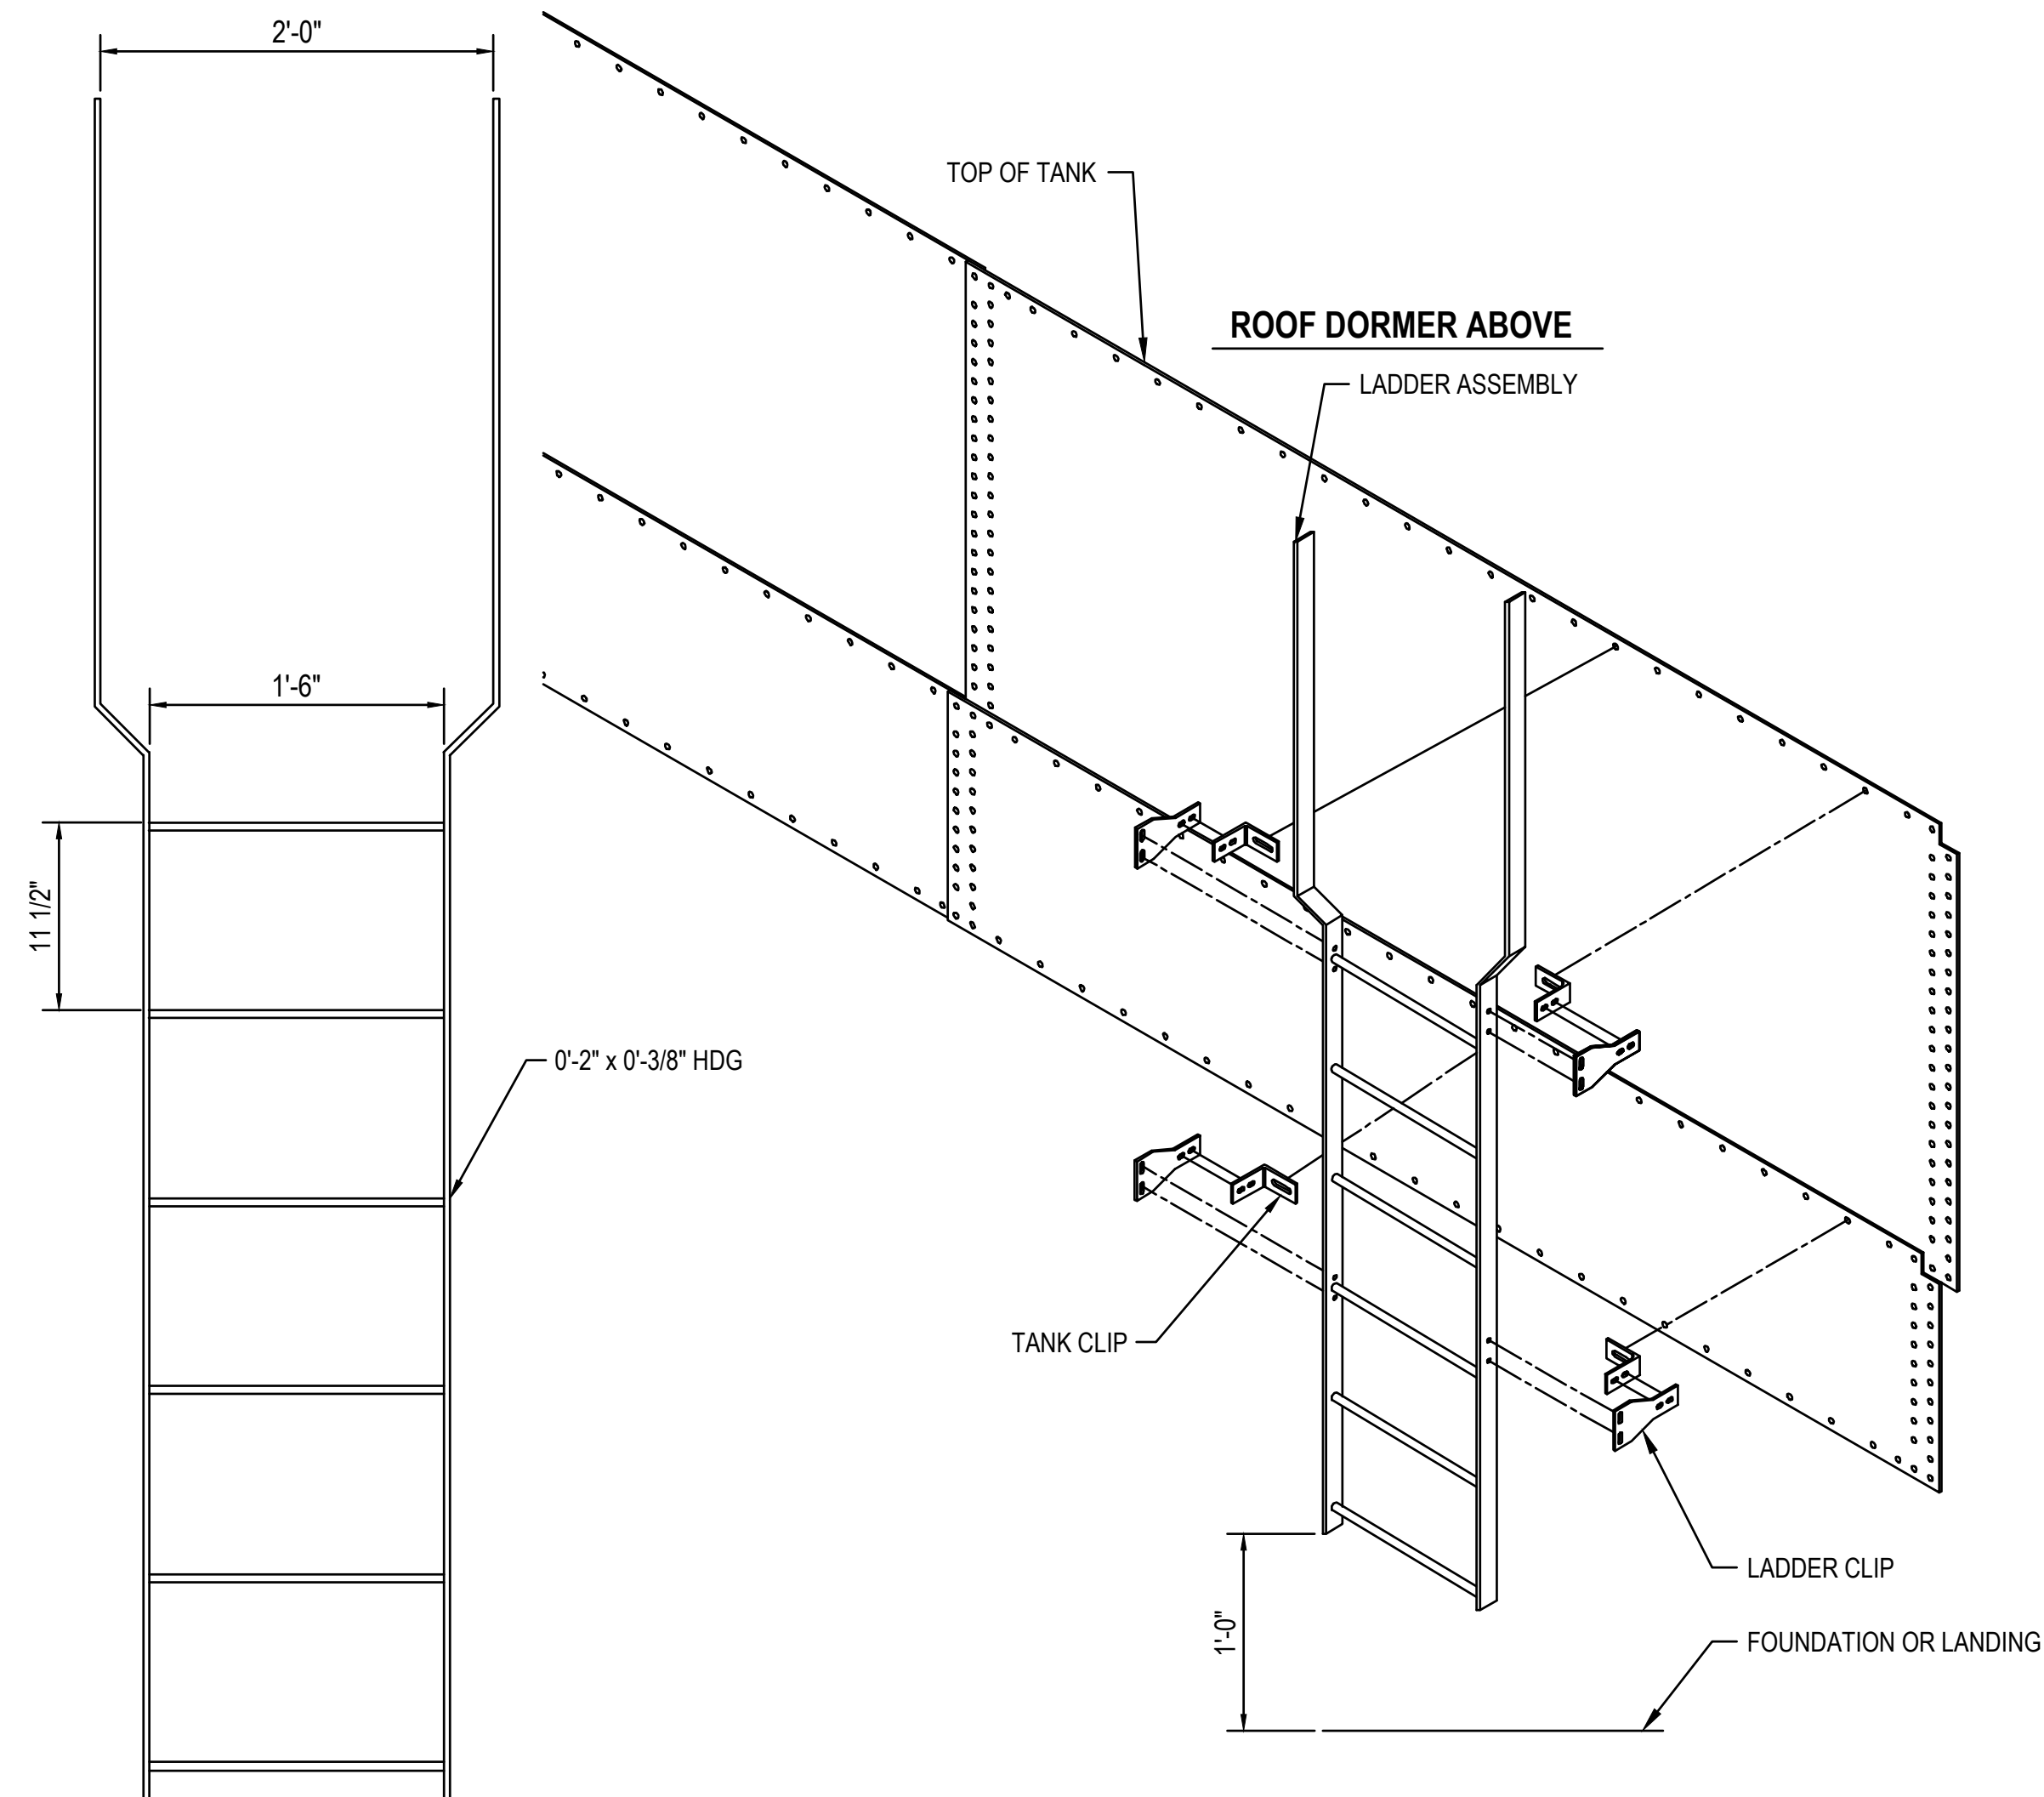 2'-0"
TOP OF TANK
ROOF DORMER ABOVE
LADDER ASSEMBLY
1'-6"
11 1/2"
0'-2" x 0'-3/8" HDG
TANK CLIP
LADDER CLIP
1'-0"
FOUNDATION OR LANDING